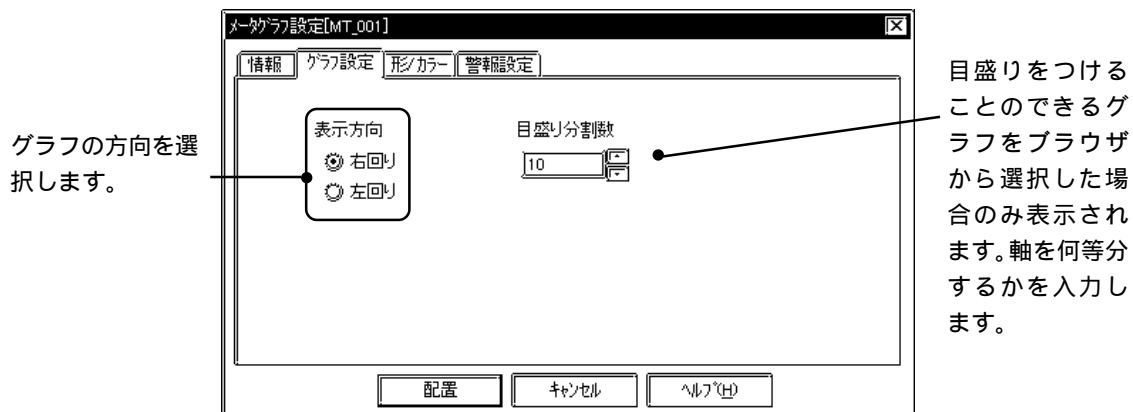 メータグラフ設定[MT_001]
情報
グラフ設定
形/カラー
警報設定
グラフの方向を選
択します。
表示方向
右回り
左回り
目盛り分割数
10
目盛りをつける
ことのできるグ
ラフをブラウザ
から選択した場
合のみ表示され
ます。軸を何等分
するかを入力し
ます。
配置
キャンセル
ヘルプ(H)